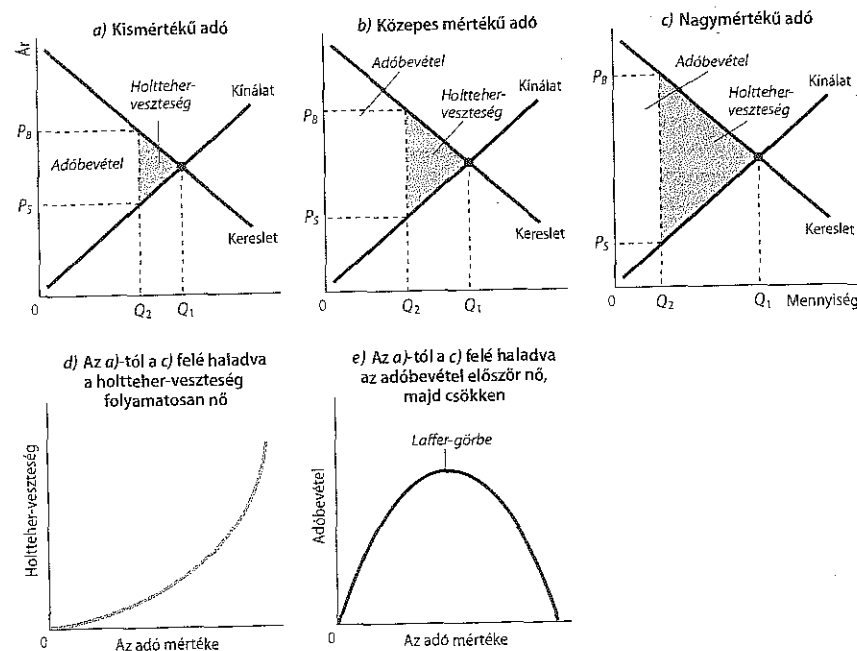 a) Kismértékű adó
Ár
Holtteher-
veszteség
Kínálat
P_B
Adóbevétel
P_S
Kereslet
0
Q_2
Q_1
b) Közepes mértékű adó
Adóbevétel
Kínálat
P_B
Holtteher-
veszteség
P_S
Kereslet
0
Q_2
Q_1
c) Nagymértékű adó
Adóbevétel
P_B
Kínálat
Holtteher-
veszteség
P_S
Kereslet
0
Q_2
Q_1
Mennyiség
d) Az a)-tól a c) felé haladva
a holtteher-veszteség
folyamatosan nő
Holtteher-veszteség
0
Az adó mértéke
e) Az a)-tól a c) felé haladva
az adóbevétel először nő,
majd csökken
Laffer-görbe
Adóbevétel
0
Az adó mértéke